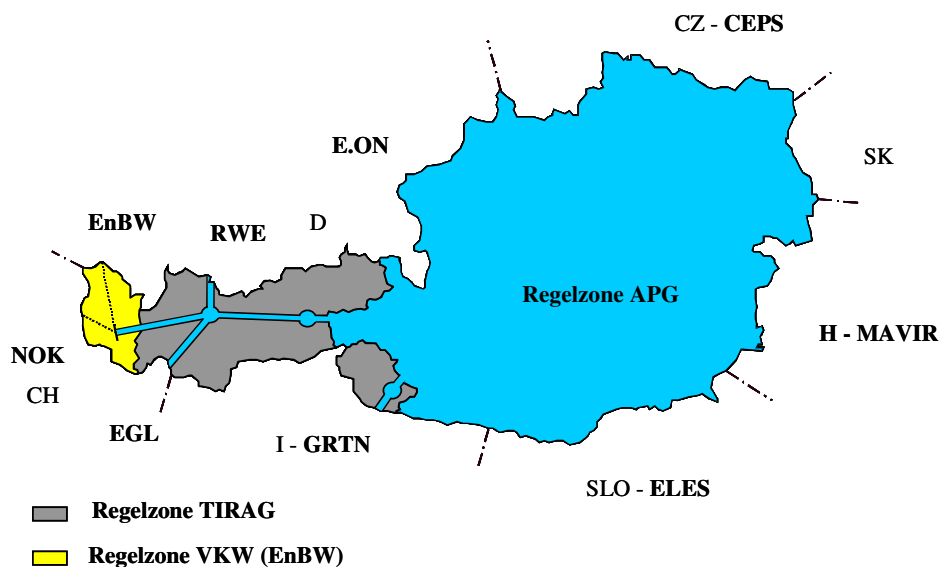 CZ - CEPS
E.ON
SK
EnBW
RWE
D
Regelzone APG
H - MAVIR
NOK
CH
EGL
I - GRTN
SLO - ELES
Regelzone TIRAG
Regelzone VKW (EnBW)